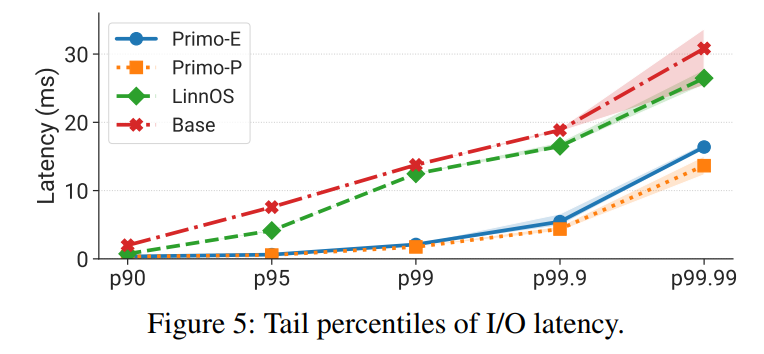 Latency (ms)
30
20
10
0
Primo-E
Primo-P
LinnOS
Base
p90
p95
p99
p99.9
p99.99
Figure 5: Tail percentiles of I/O latency.